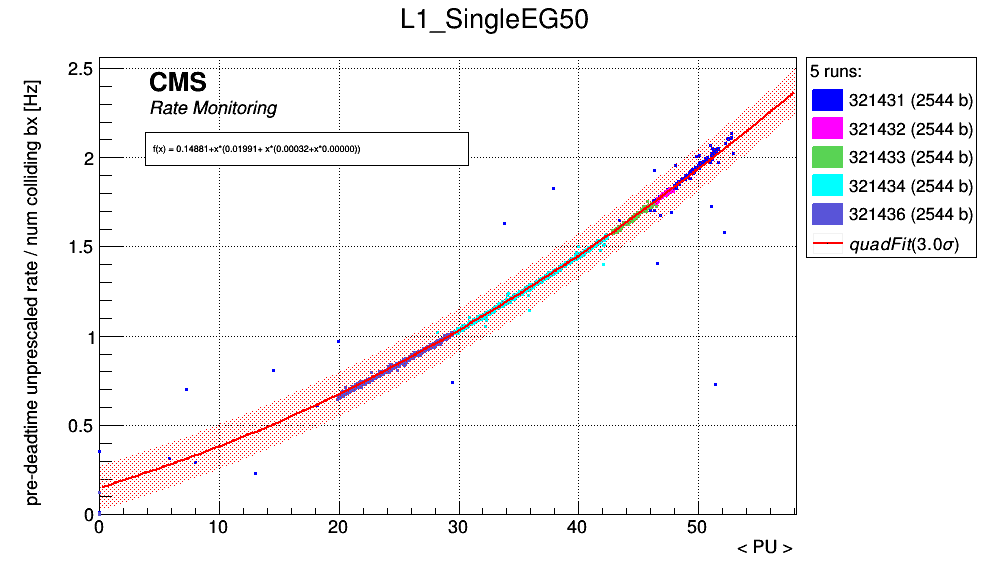 L1_SingleEG50
pre-deadtime unprescaled rate / num colliding bx [Hz]
2.5
2
1.5
1
0.5
0
CMS
Rate Monitoring
f(x) = 0.14881+x*(0.01991+ x*(0.00032+x*0.00000))
0 10 20 30 40 50
< PU >
5 runs:
321431 (2544 b)
321432 (2544 b)
321433 (2544 b)
321434 (2544 b)
321436 (2544 b)
quadFit(3.0σ)